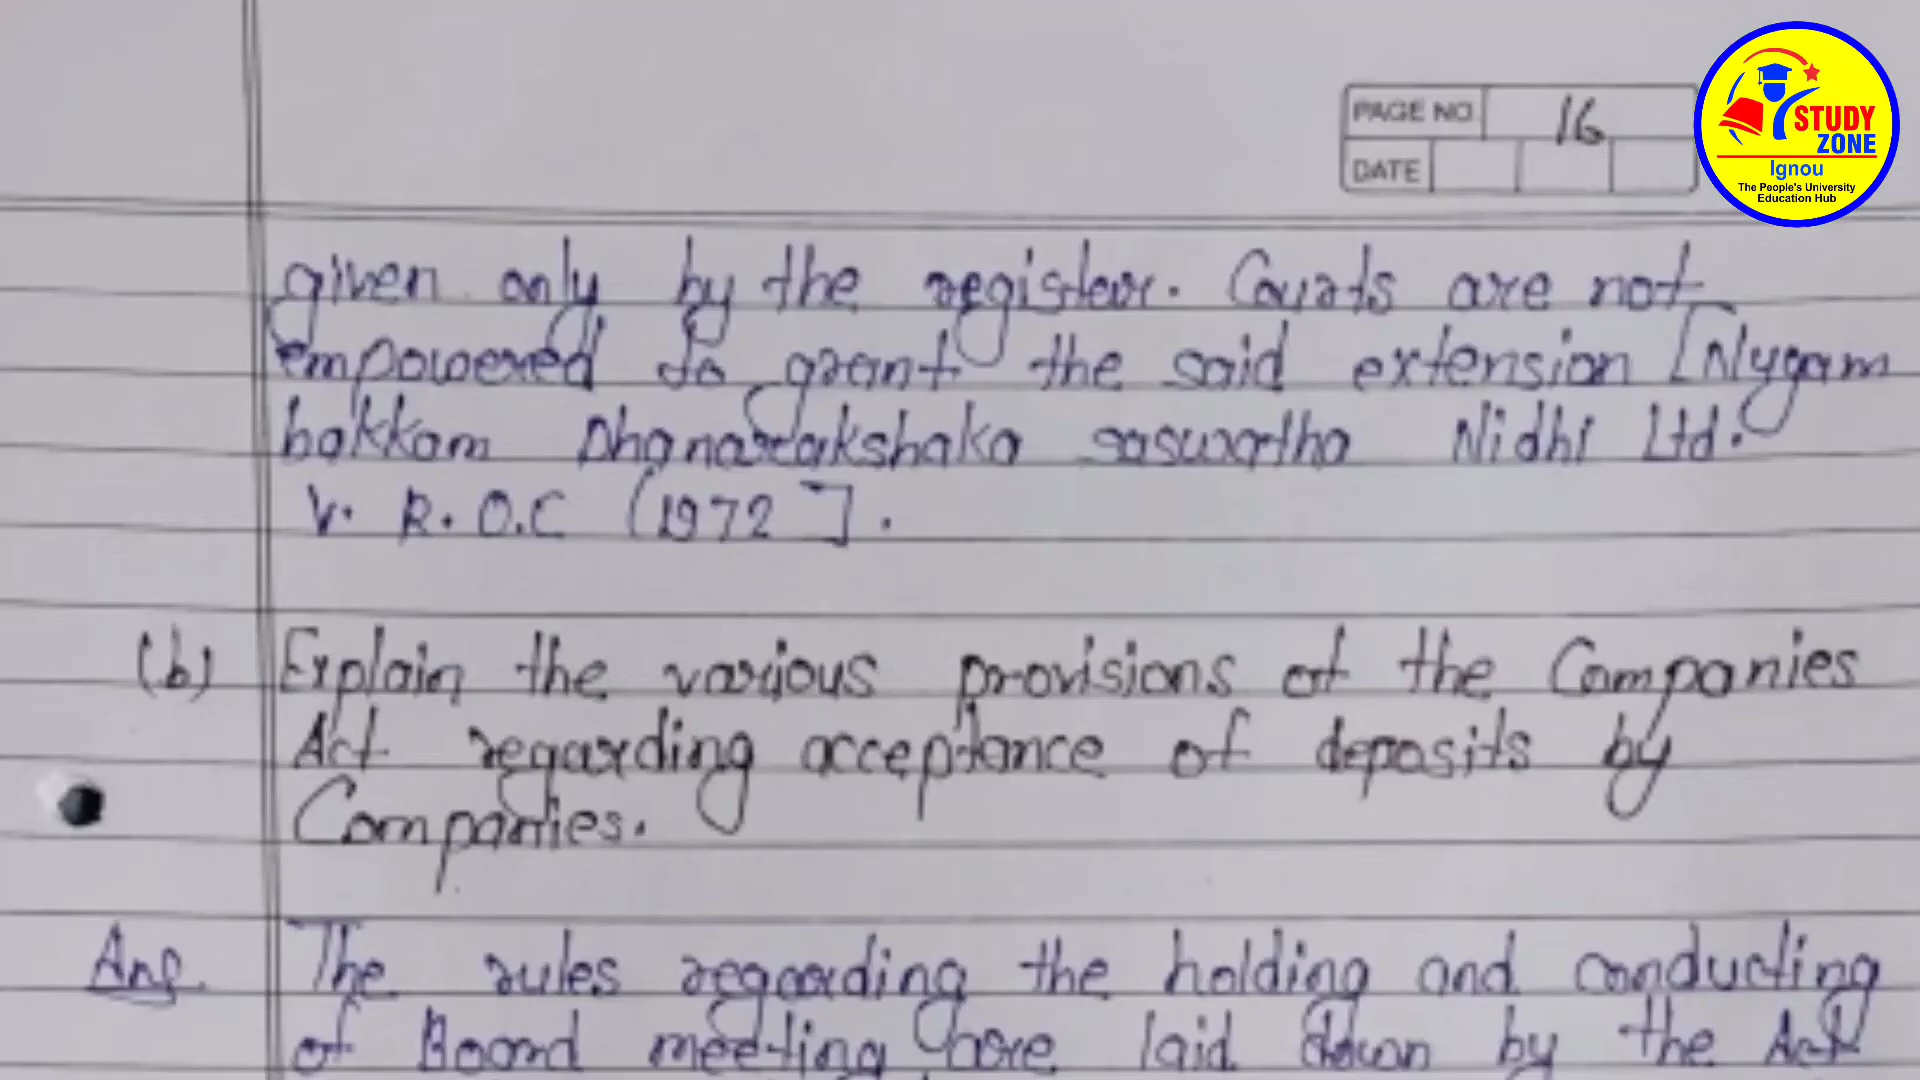 PAGE NO. 16
DATE
STUDY
ZONE
Ignou
The People's University
Education Hub
given only by the register. Courts are not
empowered to grant the said extension [Nygam
bakkam Dhanarakshaka saswatha Nidhi Ltd.
V. R.O.C (1972].
(b) Explain the various provisions of the Companies
Act regarding acceptance of deposits by
Companies.
Ans. The rules regarding the holding and conducting
of Board meeting are laid down by the Act